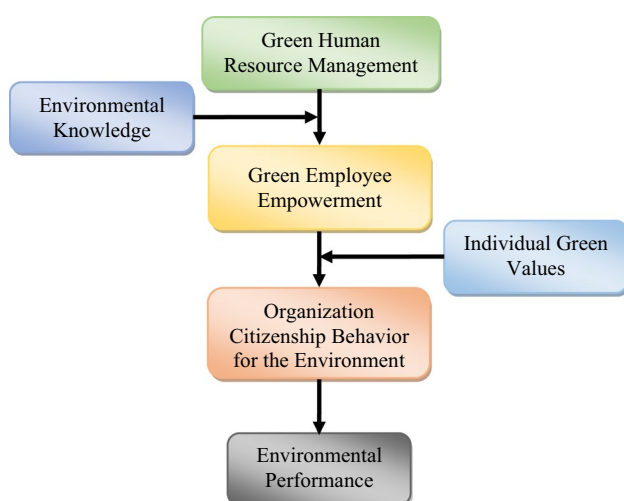 Green Human
Resource Management
Environmental
Knowledge
Green Employee
Empowerment
Individual Green
Values
Organization
Citizenship Behavior
for the Environment
Environmental
Performance